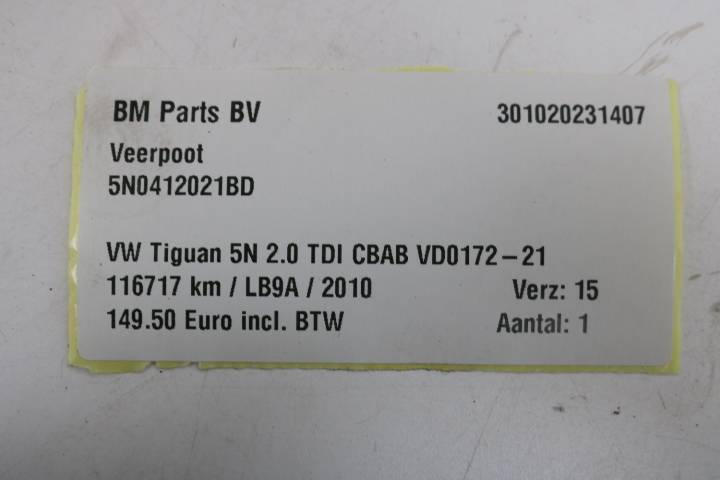 BM Parts BV 301020231407
Veerpoot
5N0412021BD
VW Tiguan 5N 2.0 TDI CBAB VD0172-21
116717 km / LB9A / 2010 Verz: 15
149.50 Euro incl. BTW Aantal: 1